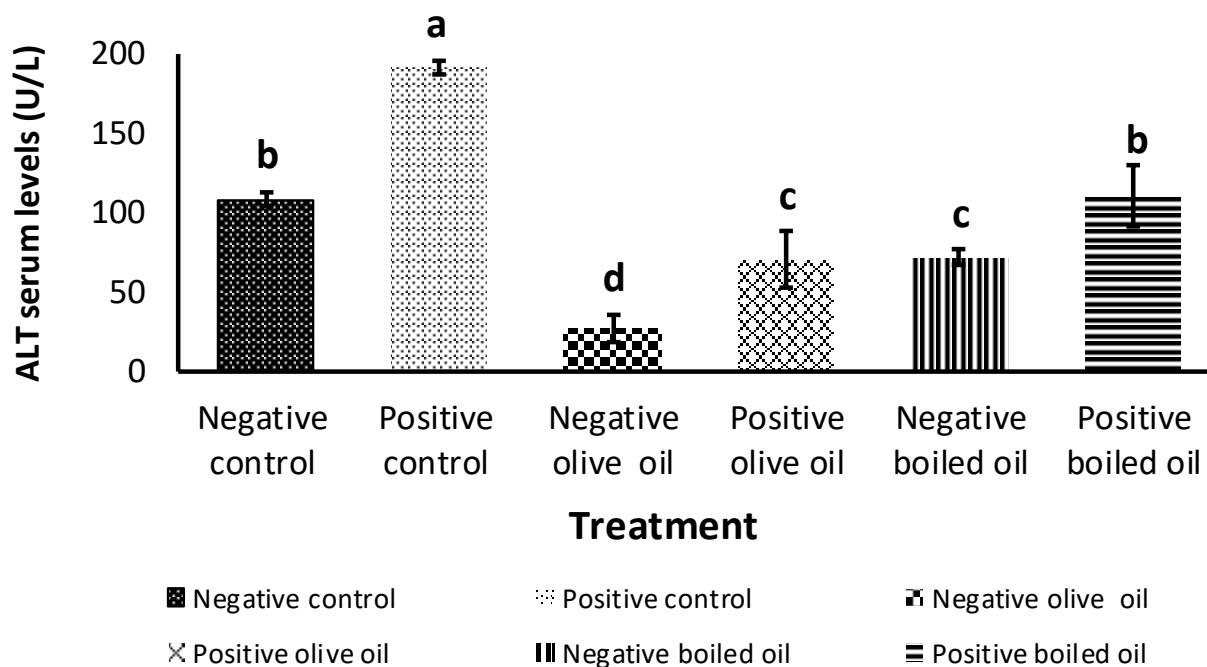 ALT serum levels (U/L)
200
150
100
50
0
b
a
d
c
c
b
Negative control
Positive control
Negative olive oil
Positive olive oil
Negative boiled oil
Positive boiled oil
Treatment
Negative control
Positive control
Negative olive oil
Positive olive oil
Negative boiled oil
Positive boiled oil